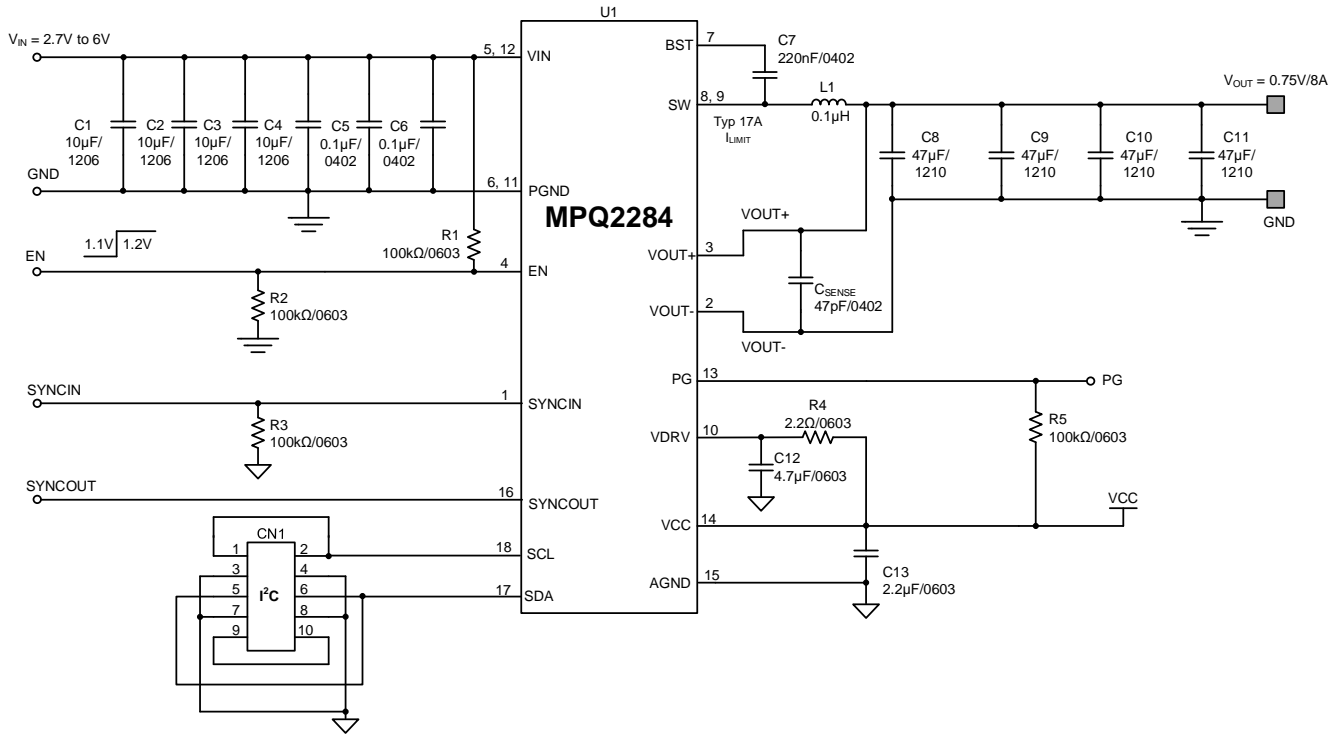 U1
V_IN = 2.7V to 6V
5, 12 VIN
C1
10µF/
1206
C2
10µF/
1206
C3
10µF/
1206
C4
10µF/
1206
C5
0.1µF/
0402
C6
0.1µF/
0402
GND
6, 11 PGND
MPQ2284
R1
100kΩ/0603
1.1V 1.2V
EN
4 EN
R2
100kΩ/0603
SYNCIN
1 SYNCIN
R3
100kΩ/0603
SYNCOUT
16 SYNCOUT
CN1
I²C
1 2
3 4
5 6
7 8
9 10
18 SCL
17 SDA
BST 7
C7
220nF/0402
SW 8, 9
Typ 17A
I_LIMIT
L1
0.1µH
V_OUT = 0.75V/8A
C8
47µF/
1210
C9
47µF/
1210
C10
47µF/
1210
C11
47µF/
1210
GND
VOUT+
VOUT+ 3
C_SENSE
47pF/0402
VOUT- 2
VOUT-
PG 13
PG
R4
2.2Ω/0603
VDRV 10
R5
100kΩ/0603
C12
4.7µF/0603
VCC
VCC 14
C13
2.2µF/0603
AGND 15